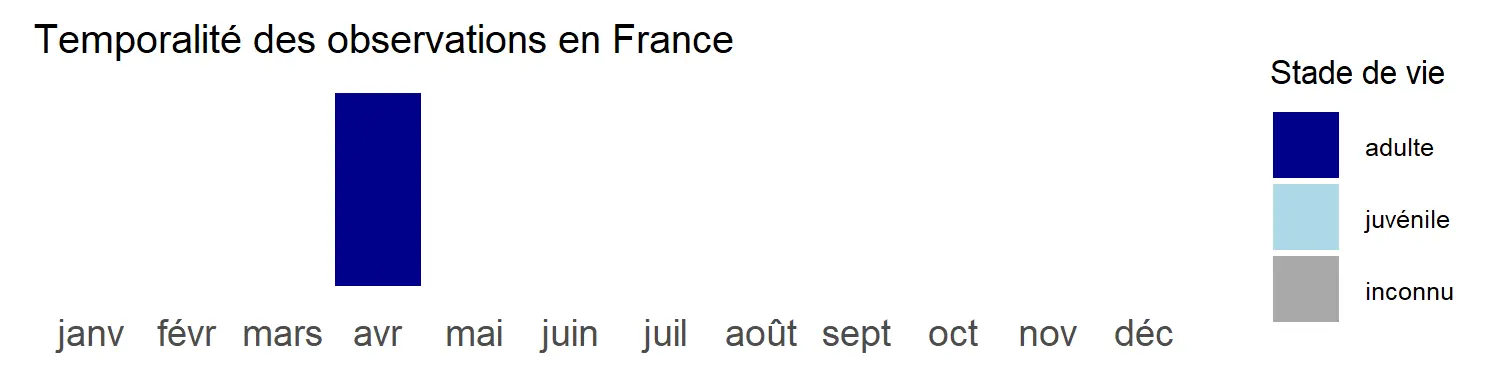 Temporalité des observations en France
Stade de vie
adulte
juvénile
inconnu
janv févr mars avr mai juin juil août sept oct nov déc